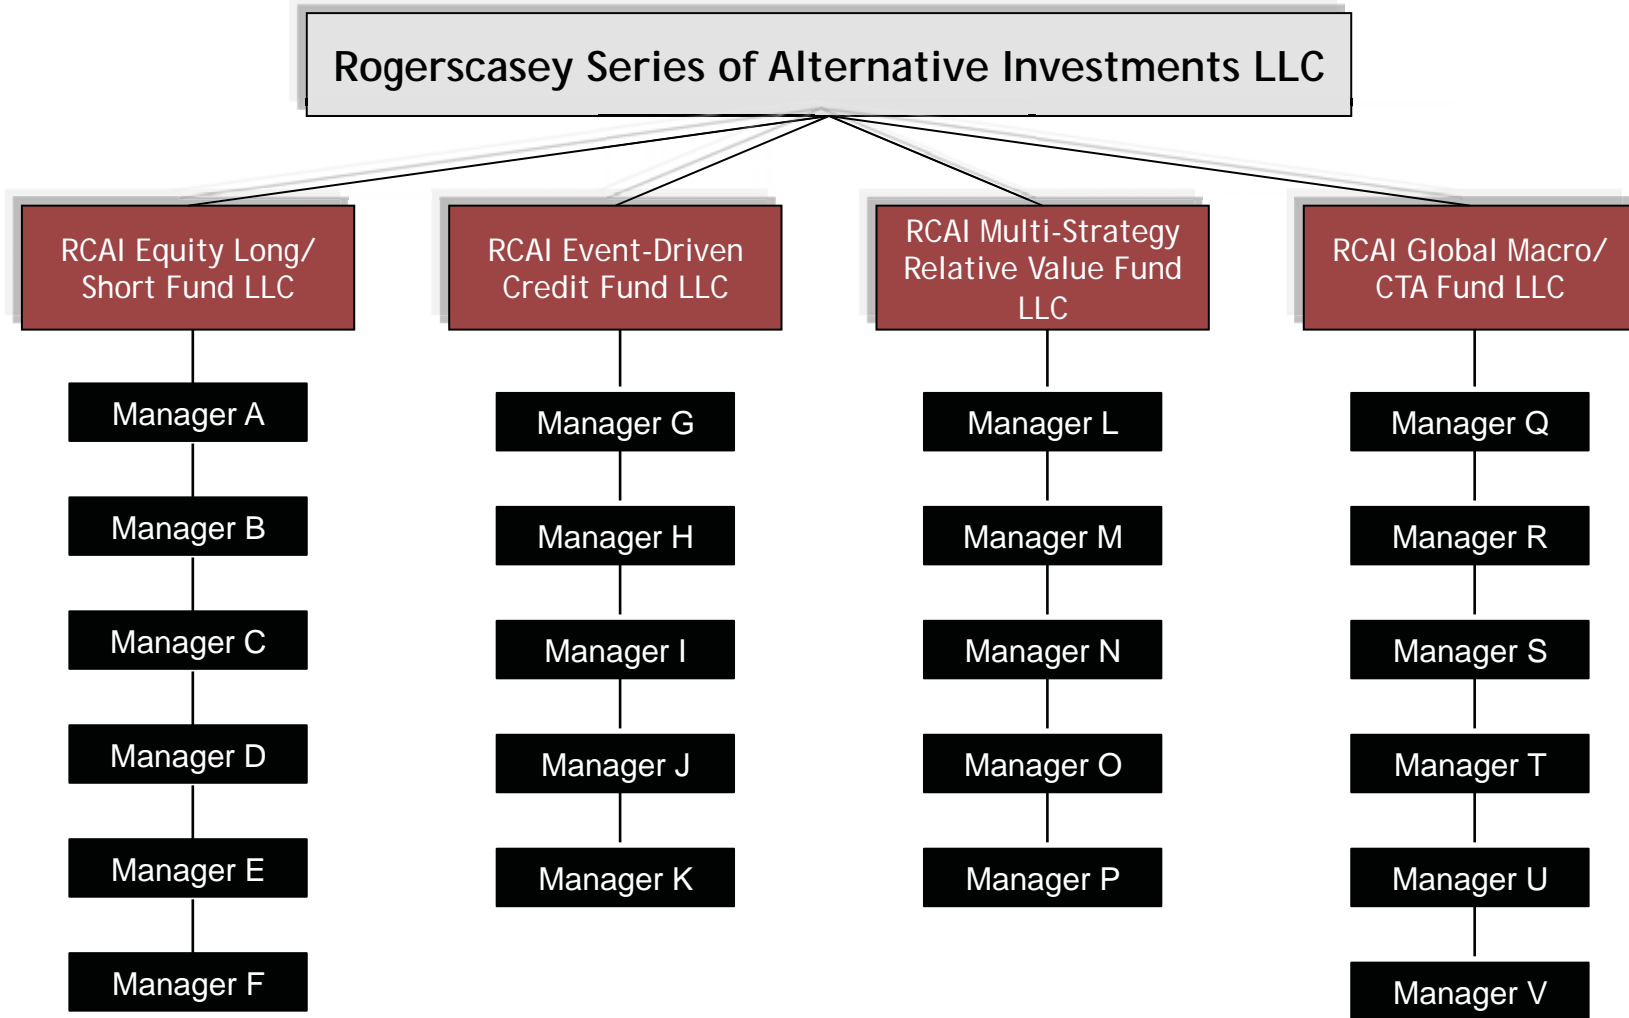 Rogerscasey Series of Alternative Investments LLC
RCAI Equity Long/
Short Fund LLC
Manager A
Manager B
Manager C
Manager D
Manager E
Manager F
RCAI Event-Driven
Credit Fund LLC
Manager G
Manager H
Manager I
Manager J
Manager K
RCAI Multi-Strategy
Relative Value Fund
LLC
Manager L
Manager M
Manager N
Manager O
Manager P
RCAI Global Macro/
CTA Fund LLC
Manager Q
Manager R
Manager S
Manager T
Manager U
Manager V